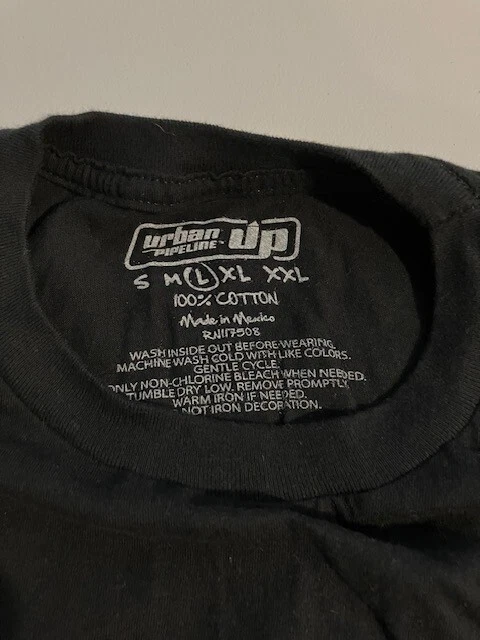 urban UP
PIPELINE
S M L XL XXL
100% COTTON
Made in Mexico
RN117508
WASH INSIDE OUT BEFORE WEARING.
MACHINE WASH COLD WITH LIKE COLORS.
GENTLE CYCLE.
ONLY NON-CHLORINE BLEACH WHEN NEEDED.
TUMBLE DRY LOW. REMOVE PROMPTLY.
WARM IRON IF NEEDED.
NOT IRON DECORATION.